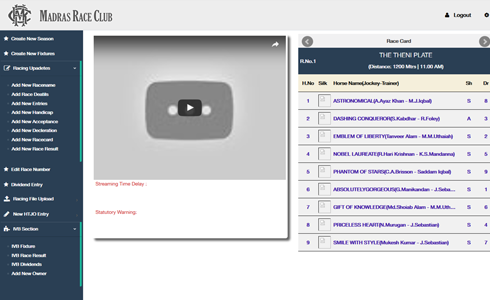 MADRAS RACE CLUB
Logout
Create New Season
Create New Fixtures
Racing Upadates
Add New Racename
Add Race Deatils
Add New Entries
Add New Handicap
Add New Acceptance
Add New Declaration
Add New Racecard
Add New Race Result
Edit Race Number
Dividend Entry
Racing File Upload
New HTJO Entry
IVB Section
IVB Fixture
IVB Race Result
IVB Dividends
Add New Owner
Streaming Time Delay :
Statutory Warning:
Race Card
R.No.1
THE THENI PLATE
(Distance: 1200 Mtrs | 11.00 AM)
H.No Silk Horse Name(Jockey-Trainer) Sh Dr
1 ASTRONOMICAL(A.Ayaz Khan - M.J.Iqbal) S 8
2 DASHING CONQUEROR(S.Kabdhar - R.Foley) A 3
3 EMBLEM OF LIBERTY(Tanveer Alam - M.M.Uthaiah) S 2
4 NOBEL LAUREATE(R.Hari Krishnan - K.S.Mandanna) S 5
5 PHANTOM OF STARS(C.A.Brisson - Saddam Iqbal) S 9
6 ABSOLUTELYGORGEOUS(G.Manikandan - J.Seba... S 1
7 GIFT OF KNOWLEDGE(Md.Shoiab Alam - M.M.Uth... S 6
8 PRICELESS HEART(N.Murugan - J.Sebastian) S 4
9 SMILE WITH STYLE(Mukesh Kumar - J.Sebastian) S 7